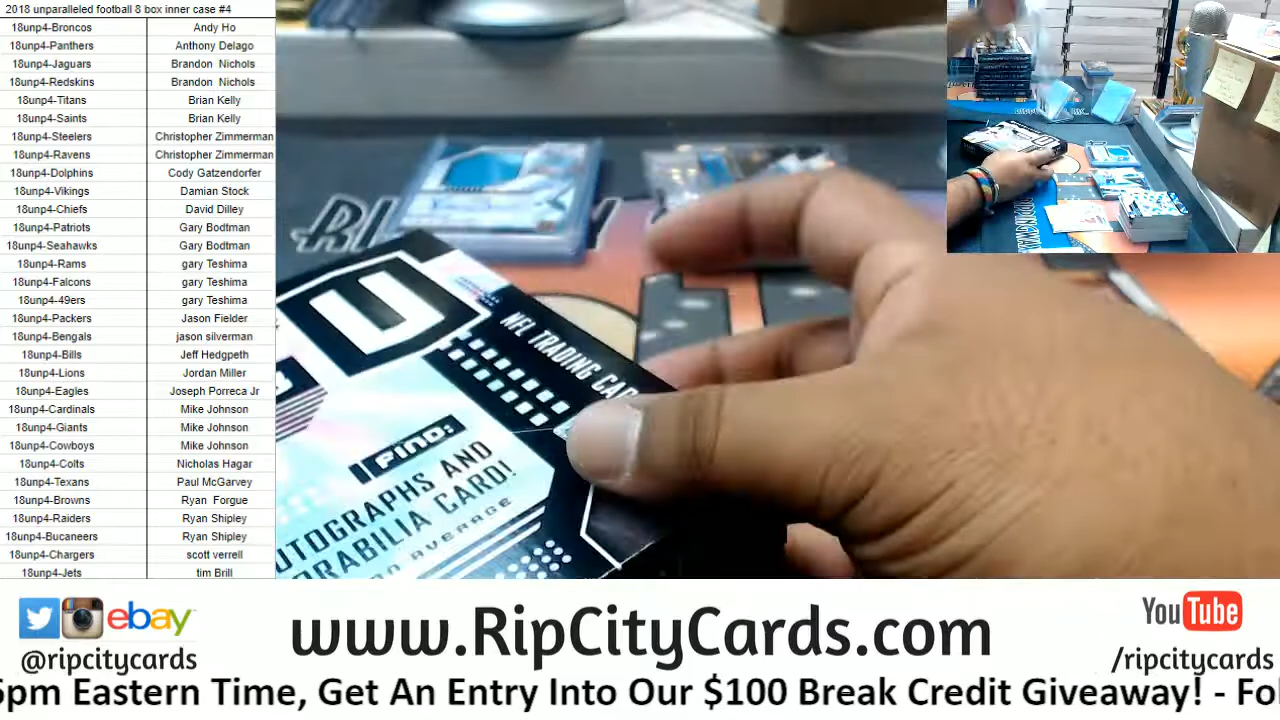 2018 unparalleled football 8 box inner case #4
18unp4-Broncos Andy Ho
18unp4-Panthers Anthony Delago
18unp4-Jaguars Brandon Nichols
18unp4-Redskins Brandon Nichols
18unp4-Titans Brian Kelly
18unp4-Saints Brian Kelly
18unp4-Steelers Christopher Zimmerman
18unp4-Ravens Christopher Zimmerman
18unp4-Dolphins Cody Gatzendorfer
18unp4-Vikings Damian Stock
18unp4-Chiefs David Dilley
18unp4-Patriots Gary Bodtman
18unp4-Seahawks Gary Bodtman
18unp4-Rams gary Teshima
18unp4-Falcons gary Teshima
18unp4-49ers gary Teshima
18unp4-Packers Jason Fielder
18unp4-Bengals jason silverman
18unp4-Bills Jeff Hedgpeth
18unp4-Lions Jordan Miller
18unp4-Eagles Joseph Porreca Jr
18unp4-Cardinals Mike Johnson
18unp4-Giants Mike Johnson
18unp4-Cowboys Mike Johnson
18unp4-Colts Nicholas Hagar
18unp4-Texans Paul McGarvey
18unp4-Browns Ryan Forgue
18unp4-Raiders Ryan Shipley
18unp4-Bucaneers Ryan Shipley
18unp4-Chargers scott verrell
18unp4-Jets tim Brill
U
NFL TRADING CAR
FIND:
UTOGRAPHS AND
ORABILIA CARD!
ON AVERAGE
ebay
@ripcitycards
www.RipCityCards.com
YouTube
/ripcitycards
5pm Eastern Time, Get An Entry Into Our $100 Break Credit Giveaway! - Fol